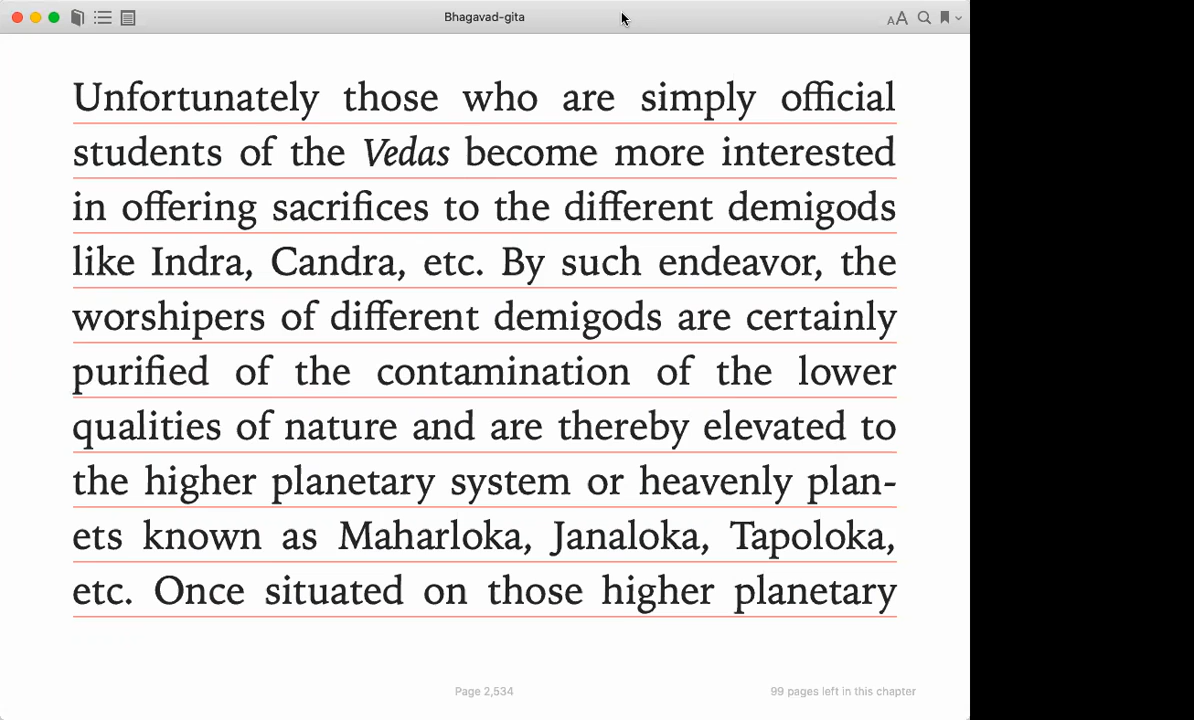 Bhagavad-gita
AA
Unfortunately those who are simply official
students of the Vedas become more interested
in offering sacrifices to the different demigods
like Indra, Candra, etc. By such endeavor, the
worshipers of different demigods are certainly
purified of the contamination of the lower
qualities of nature and are thereby elevated to
the higher planetary system or heavenly plan-
ets known as Maharloka, Janaloka, Tapoloka,
etc. Once situated on those higher planetary
Page 2,534
99 pages left in this chapter